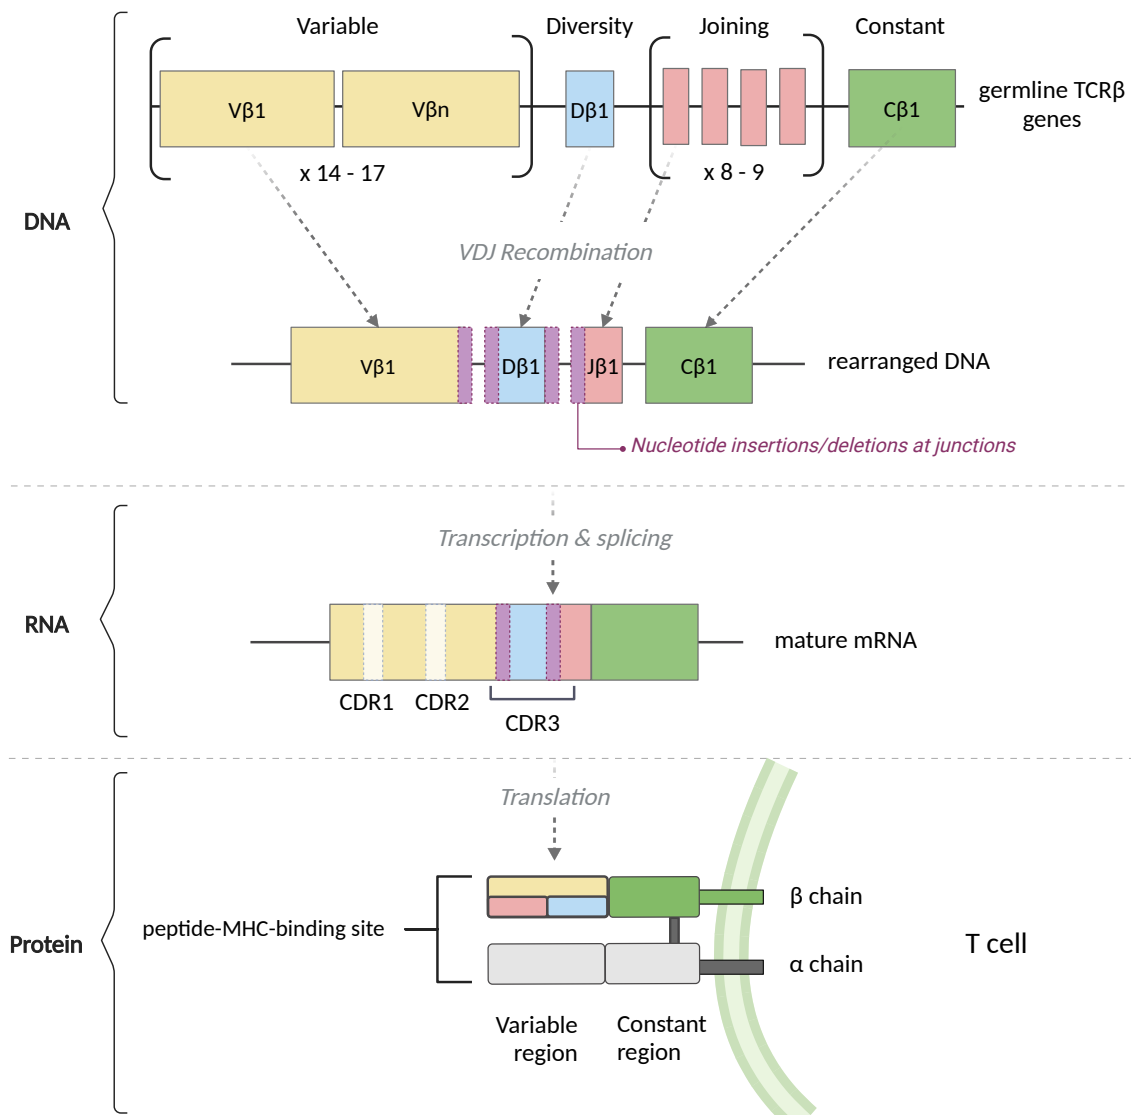 Variable
Diversity
Joining
Constant
Vβ1
Vβn
Dβ1
Cβ1
germline TCRβ
genes
x 14 - 17
x 8 - 9
DNA
VDJ Recombination
Vβ1
Dβ1
Jβ1
Cβ1
rearranged DNA
Nucleotide insertions/deletions at junctions
Transcription & splicing
RNA
mature mRNA
CDR1
CDR2
CDR3
Translation
β chain
peptide-MHC-binding site
Protein
T cell
α chain
Variable
region
Constant
region